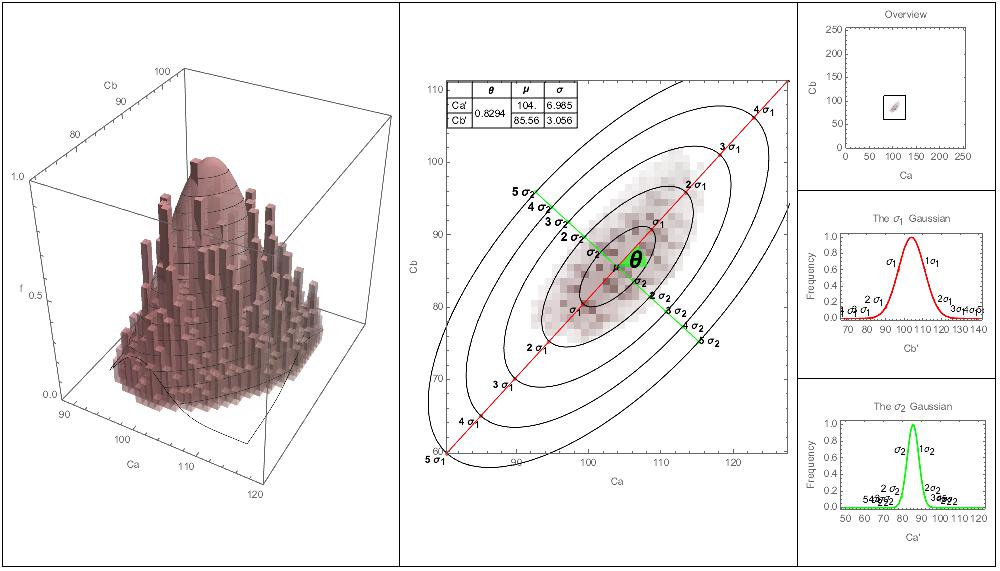 Cb
100
90
80
1.0
f 0.5
0.0
90
100
Ca
110
120
θ μ σ
Ca' 0.8294 104. 6.985
Cb' 85.56 3.056
110
100
90
Cb
80
70
60
90 100 110 120
Ca
4 σ₁
3 σ₁
2 σ₁
σ₁
5 σ₂
4 σ₂
3 σ₂
2 σ₂
σ₂
μ
θ
σ₂
2 σ₂
3 σ₂
4 σ₂
5 σ₂
σ₁
2 σ₁
3 σ₁
4 σ₁
5 σ₁
Overview
250
200
150
100
50
0
Cb
0 50 100 150 200 250
Ca
The σ₁ Gaussian
1.0
0.8
0.6
0.4
0.2
0.0
Frequency
σ₁ 1σ₁
2 σ₁ 2σ₁
70 80 90 100 110 120 130 140
Cb'
The σ₂ Gaussian
1.0
0.8
0.6
0.4
0.2
0.0
Frequency
σ₂ 1σ₂
2 σ₂ 2σ₂
50 60 70 80 90 100 110 120
Ca'